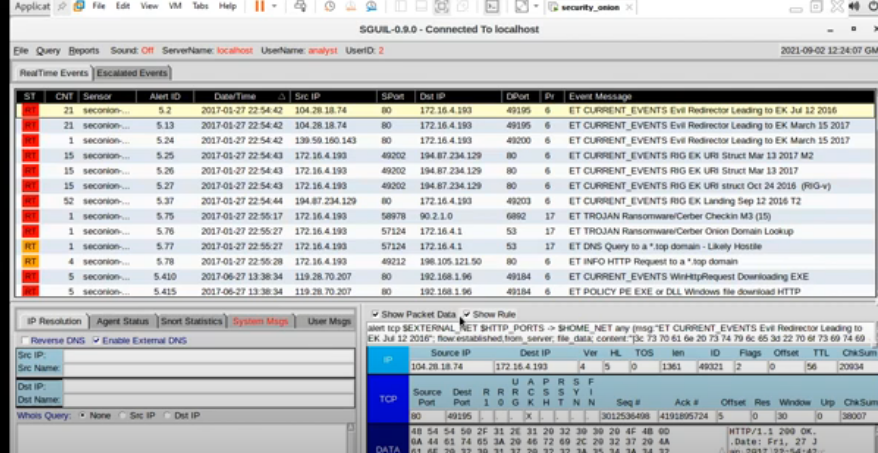 Applicat File Edit View VM Tabs Help security_onion
SGUIL-0.9.0 - Connected To localhost
File Query Reports Sound: Off ServerName: localhost UserName: analyst UserID: 2 2021-09-02 12:24:07 GM
RealTime Events Escalated Events
ST CNT Sensor Alert ID Date/Time Src IP SPort Dst IP DPort Pr Event Message
RT 21 seconion-... 5.2 2017-01-27 22:54:42 104.28.18.74 80 172.16.4.193 49195 6 ET CURRENT_EVENTS Evil Redirector Leading to EK Jul 12 2016
RT 21 seconion-... 5.13 2017-01-27 22:54:42 104.28.18.74 80 172.16.4.193 49195 6 ET CURRENT_EVENTS Evil Redirector Leading to EK March 15 2017
RT 1 seconion-... 5.24 2017-01-27 22:54:42 139.59.160.143 80 172.16.4.193 49200 6 ET CURRENT_EVENTS Evil Redirector Leading to EK March 15 2017
RT 15 seconion-... 5.25 2017-01-27 22:54:43 172.16.4.193 49202 194.87.234.129 80 6 ET CURRENT_EVENTS RIG EK URI Struct Mar 13 2017 M2
RT 15 seconion-... 5.26 2017-01-27 22:54:43 172.16.4.193 49202 194.87.234.129 80 6 ET CURRENT_EVENTS RIG EK URI Struct Mar 13 2017
RT 15 seconion-... 5.27 2017-01-27 22:54:43 172.16.4.193 49202 194.87.234.129 80 6 ET CURRENT_EVENTS RIG EK URI struct Oct 24 2016 (RIG-v)
RT 52 seconion-... 5.37 2017-01-27 22:54:44 194.87.234.129 80 172.16.4.193 49203 6 ET CURRENT_EVENTS RIG EK Landing Sep 12 2016 T2
RT 1 seconion-... 5.75 2017-01-27 22:55:17 172.16.4.193 58978 90.2.1.0 6892 17 ET TROJAN Ransomware/Cerber Checkin M3 (15)
RT 1 seconion-... 5.76 2017-01-27 22:55:27 172.16.4.193 57124 172.16.4.1 53 17 ET TROJAN Ransomware/Cerber Onion Domain Lookup
RT 1 seconion-... 5.77 2017-01-27 22:55:27 172.16.4.193 57124 172.16.4.1 53 17 ET DNS Query to a *.top domain - Likely Hostile
RT 4 seconion-... 5.78 2017-01-27 22:55:28 172.16.4.193 49212 198.105.121.50 80 6 ET INFO HTTP Request to a *.top domain
RT 5 seconion-... 5.410 2017-06-27 13:38:34 119.28.70.207 80 192.168.1.96 49184 6 ET CURRENT_EVENTS WinHttpRequest Downloading EXE
RT 5 seconion-... 5.415 2017-06-27 13:38:34 119.28.70.207 80 192.168.1.96 49184 6 ET POLICY PE EXE or DLL Windows file download HTTP
IP Resolution Agent Status Snort Statistics System Msgs User Msgs
Reverse DNS Enable External DNS
Src IP:
Src Name:
Dst IP:
Dst Name:
Whois Query: None Src IP Dst IP
Show Packet Data Show Rule
alert tcp $EXTERNAL_NET $HTTP_PORTS -> $HOME_NET any (msg:"ET CURRENT_EVENTS Evil Redirector Leading to
EK Jul 12 2016"; flow:established,from_server; file_data; content:"|3c 73 70 61 6e 20 73 74 79 6c 65 3d 22 70 6f 73 69 74 69
IP Source IP Dest IP Ver HL TOS len ID Flags Offset TTL ChkSum
104.28.18.74 172.16.4.193 4 5 0 1361 49321 2 0 56 20934
TCP Source Port Dest Port R 1 R 0 U R G A C K P S H R S T S Y N F I N Seq # Ack # Offset Res Window Urp ChkSum
80 49195 . . . X . . . . 3012536498 4191895724 5 0 30 0 38007
DATA 48 54 54 50 2F 31 2E 31 20 32 30 30 20 4F 4B 0D HTTP/1.1 200 OK.
0A 44 61 74 65 3A 20 46 72 69 2C 20 32 37 20 4A .Date: Fri, 27 J